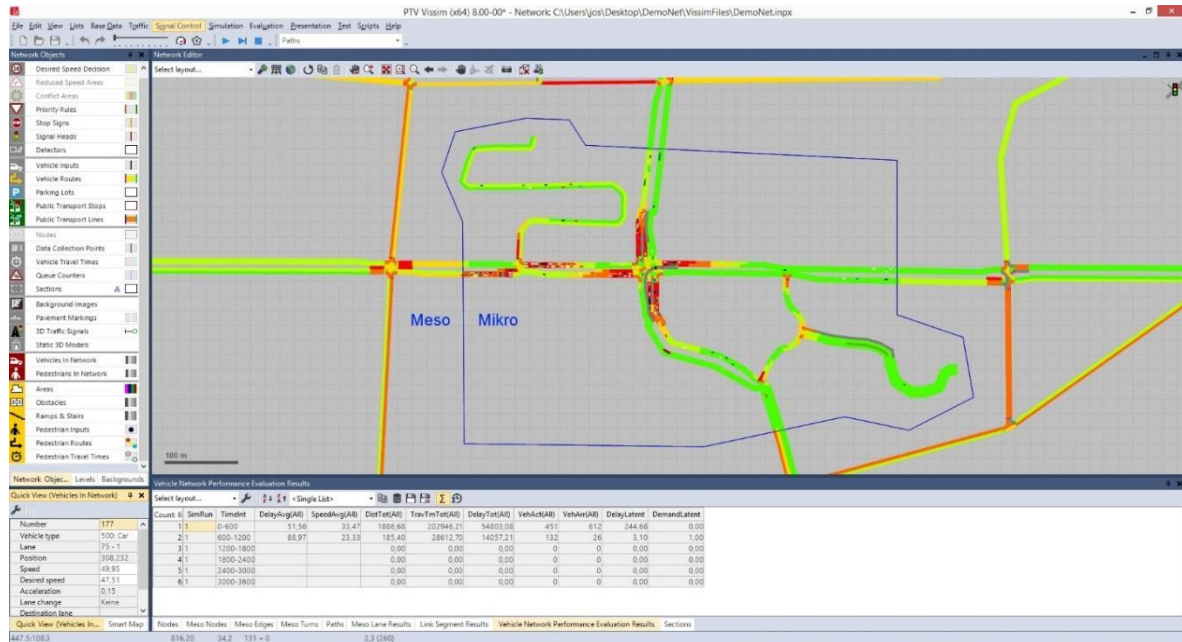 PTV Vissim (x64) 8.00-00* - Network: C:\Users\jos\Desktop\DemoNet\VissimFiles\DemoNet.inpx
File Edit View Lists Base Data Traffic Signal Control Simulation Evaluation Presentation Test Scripts Help
Paths
Network Objects
Network Editor
Select layout...
Desired Speed Decision
Reduced Speed Areas
Conflict Areas
Priority Rules
Stop Signs
Signal Heads
Detectors
Vehicle Inputs
Vehicle Routes
Parking Lots
Public Transport Stops
Public Transport Lines
Nodes
Data Collection Points
Vehicle Travel Times
Queue Counters
Sections A
Background Images
Pavement Markings
3D Traffic Signals
Static 3D Models
Vehicles In Network
Pedestrians In Network
Areas
Obstacles
Ramps & Stairs
Pedestrian Inputs
Pedestrian Routes
Pedestrian Travel Times
Meso Mikro
100 m
Network Objec... Levels Backgrounds
Quick View (Vehicles in Network)
Number 177
Vehicle type 500: Car
Lane 75 - 1
Position 308,232
Speed 49,95
Desired speed 47,51
Acceleration 0,15
Lane change Keine
Destination lane
Quick View (Vehicles In... Smart Map
Vehicle Network Performance Evaluation Results
Select layout... <Single List>
Count: 6 SimRun TimeInt DelayAvg(All) SpeedAvg(All) DistTot(All) TravTmTot(All) DelayTot(All) VehAct(All) VehArr(All) DelayLatent DemandLatent
1 1 0-600 51,56 33,47 1886,68 202946,21 54803,08 451 612 244,68 0,00
2 1 600-1200 88,97 23,33 185,40 28612,70 14057,21 132 26 3,10 1,00
3 1 1200-1800 0,00 0,00 0,00 0 0 0,00 0,00
4 1 1800-2400 0,00 0,00 0,00 0 0 0,00 0,00
5 1 2400-3000 0,00 0,00 0,00 0 0 0,00 0,00
6 1 3000-3600 0,00 0,00 0,00 0 0 0,00 0,00
Nodes Meso Nodes Meso Edges Meso Turns Paths Meso Lane Results Link Segment Results Vehicle Network Performance Evaluation Results Sections
447.5:108.3 816.20 34.2 131 + 0 2.3 (260)